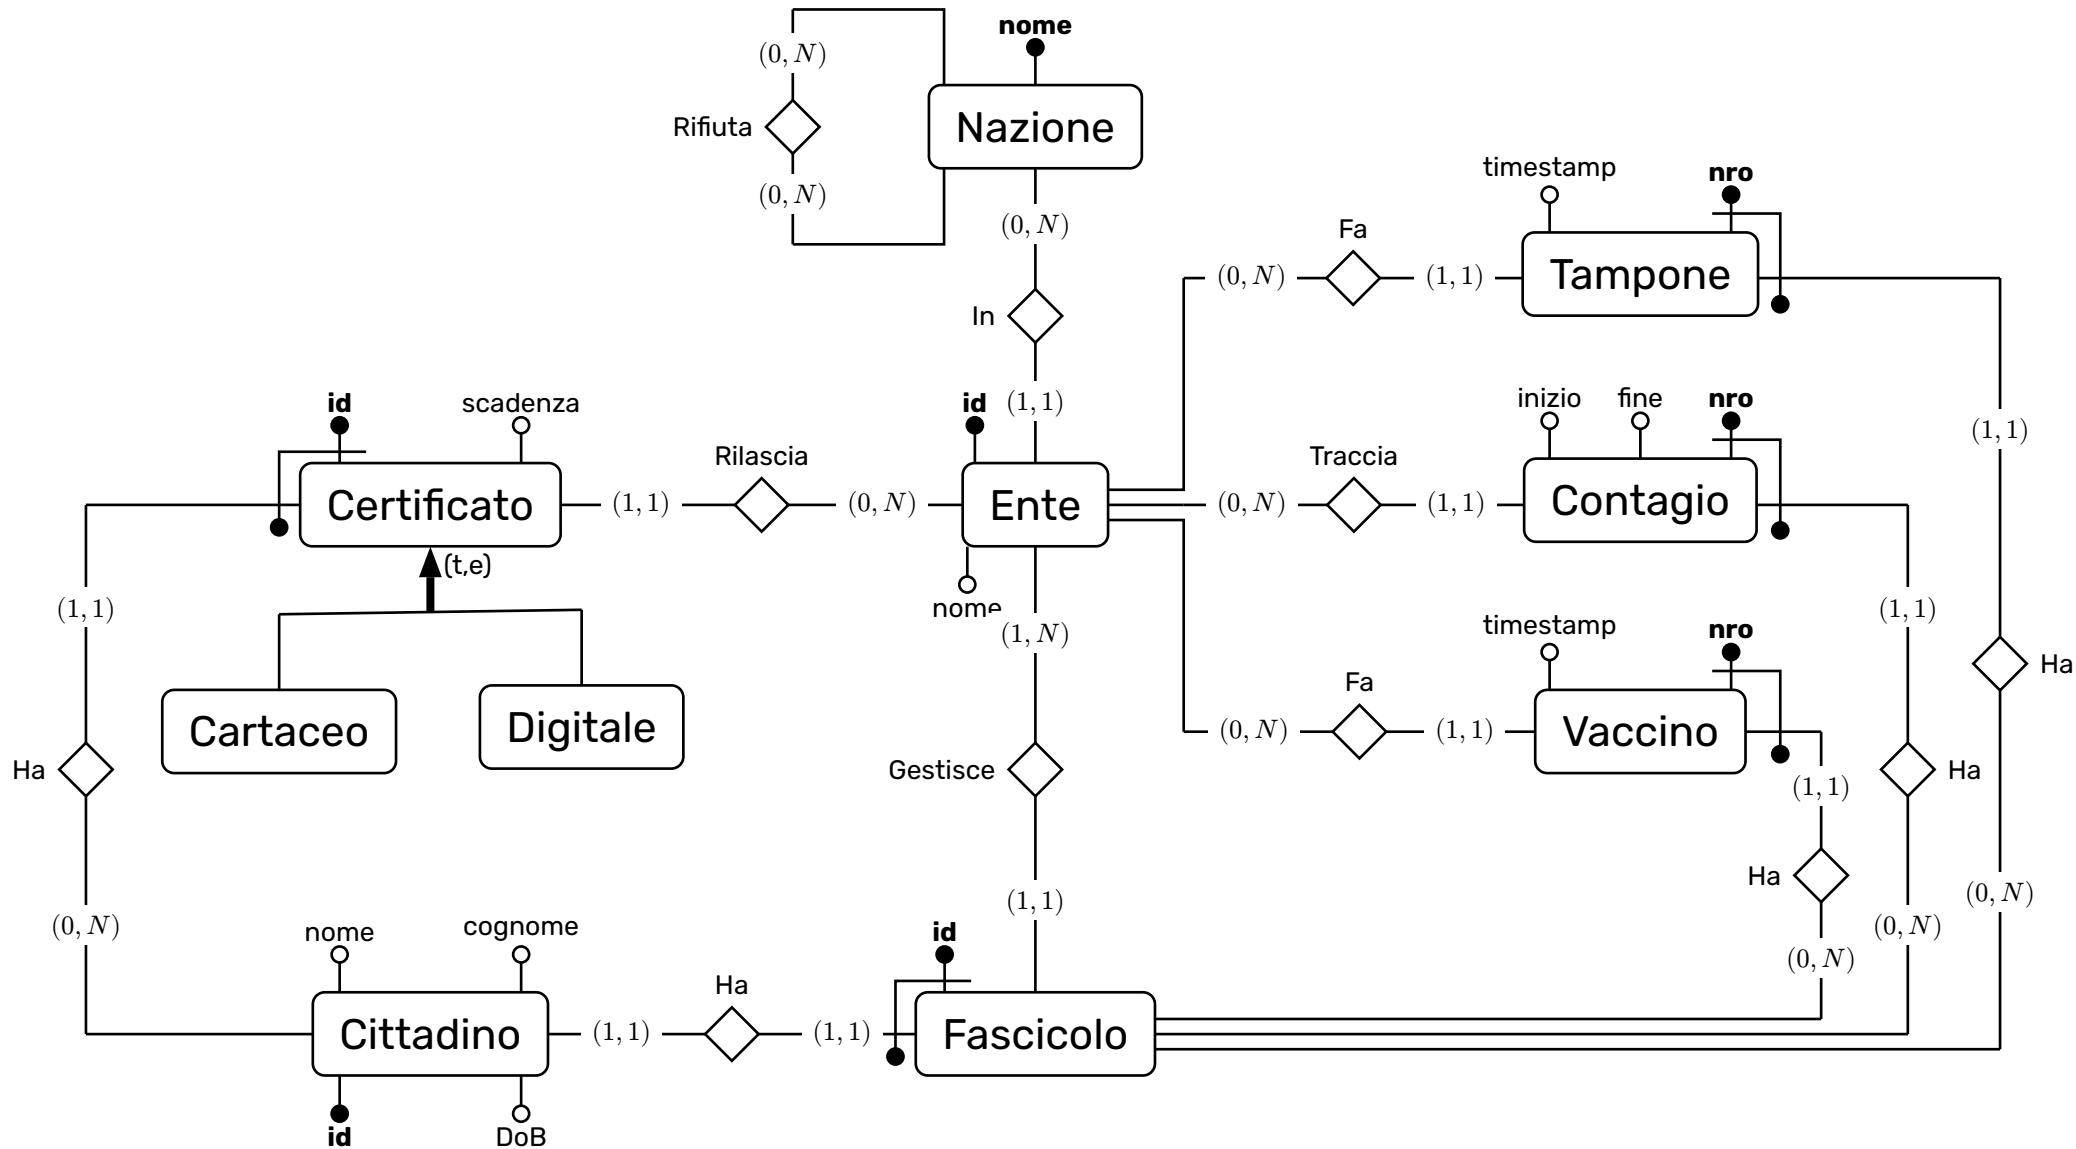 nome
(0, N)
Rifiuta
Nazione
(0, N)
(0, N)
In
(1, 1)
timestamp
nro
Fa
(0, N)
(1, 1)
Tampone
(1, 1)
id
scadenza
Rilascia
id
Certificato
(1, 1)
(0, N)
Ente
(t,e)
nome
(1, N)
Traccia
inizio
fine
nro
(0, N)
(1, 1)
Contagio
(1, 1)
Ha
(1, 1)
Cartaceo
Digitale
Ha
Gestisce
timestamp
nro
Fa
(0, N)
(1, 1)
Vaccino
(1, 1)
Ha
Ha
(0, N)
(0, N)
(0, N)
(0, N)
(1, 1)
nome
cognome
Ha
id
Cittadino
(1, 1)
(1, 1)
Fascicolo
id
DoB